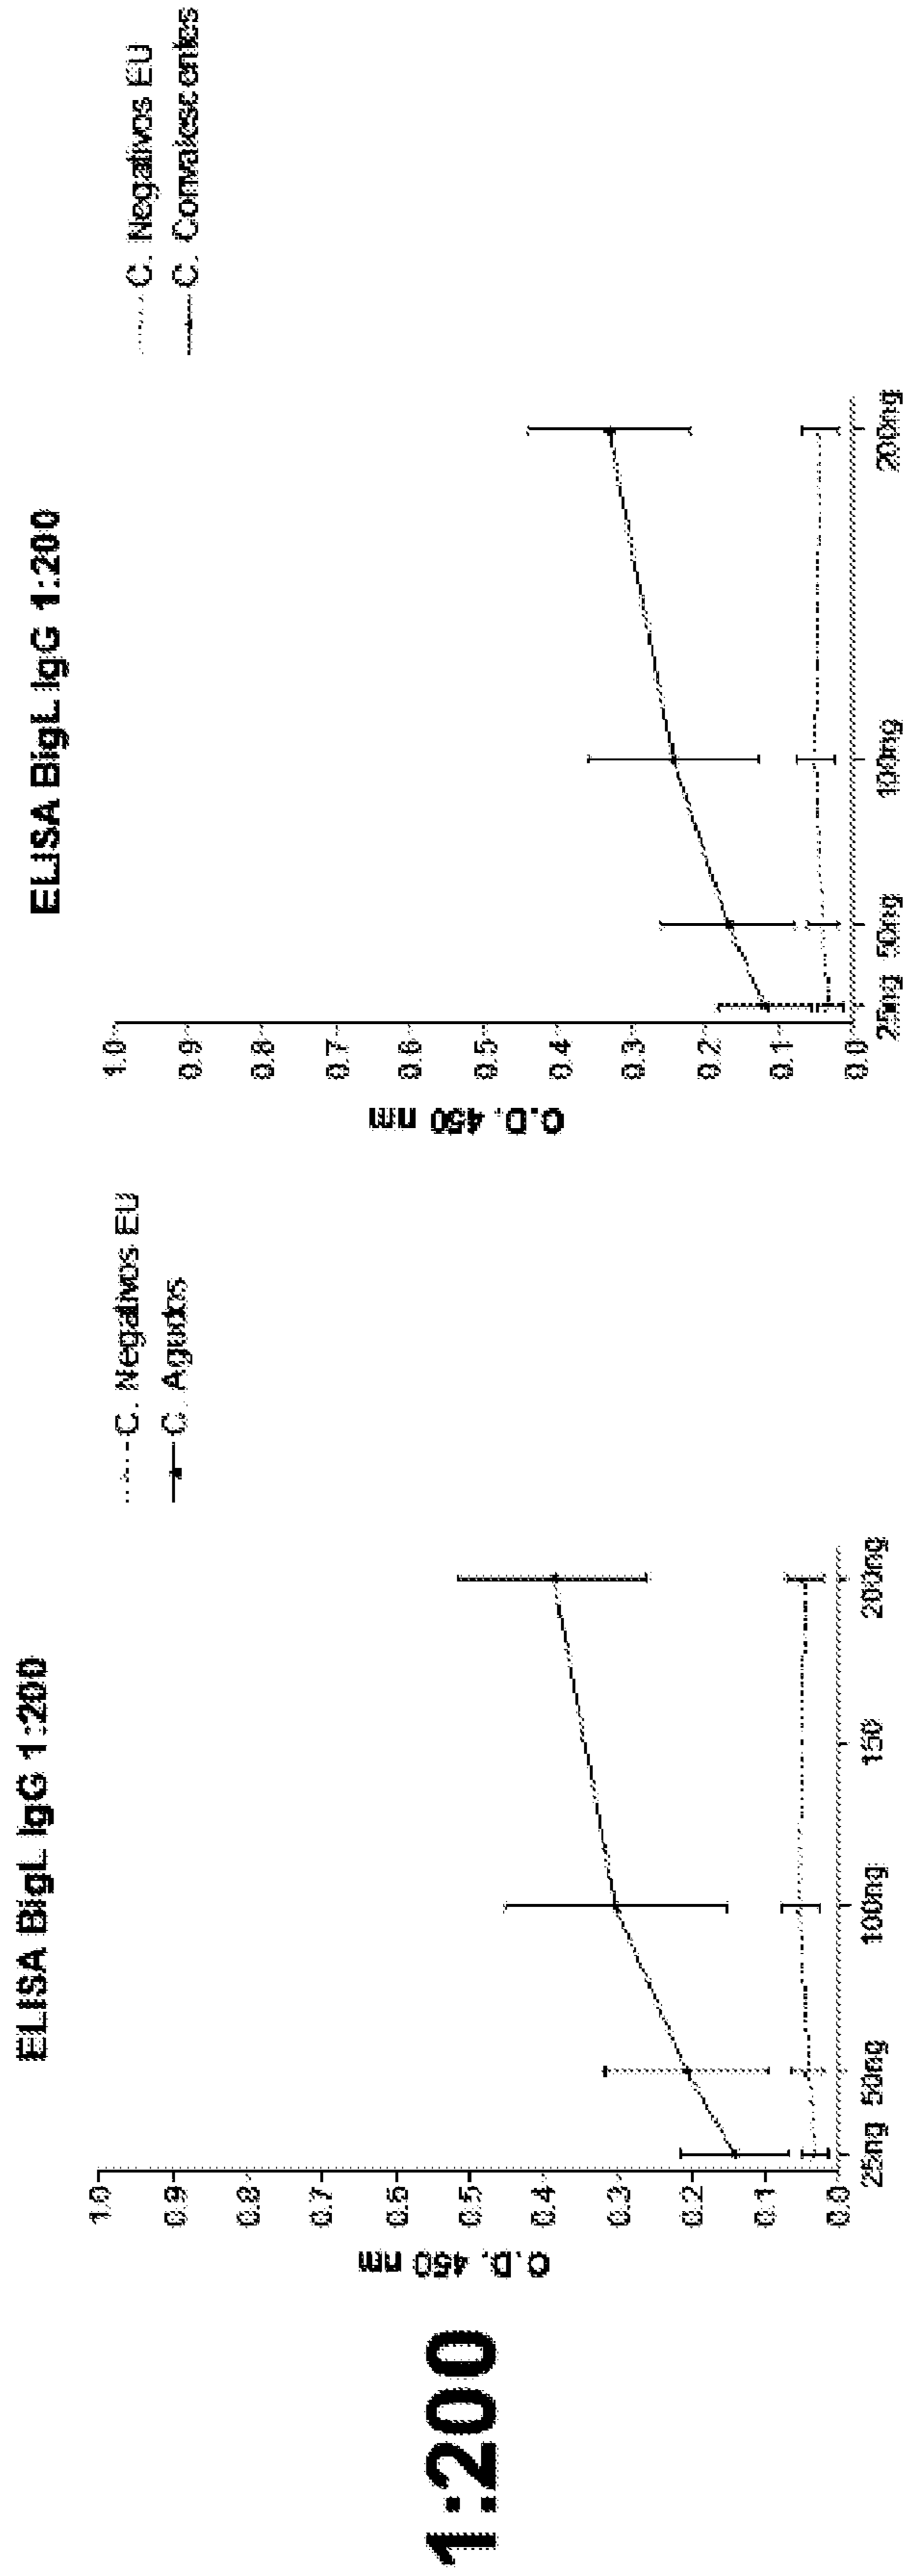 1:200
ELISA BigL IgG 1:200
C. Negativos EU
C. Agudos
O.D. 450 nm
1.0
0.9
0.8
0.7
0.6
0.5
0.4
0.3
0.2
0.1
0.0
25ng 50ng 100ng 150 200ng
ELISA BigL IgG 1:200
C. Negativos EU
C. Convalescentes
O.D. 450 nm
1.0
0.9
0.8
0.7
0.6
0.5
0.4
0.3
0.2
0.1
0.0
25ng 50ng 100ng 200ng